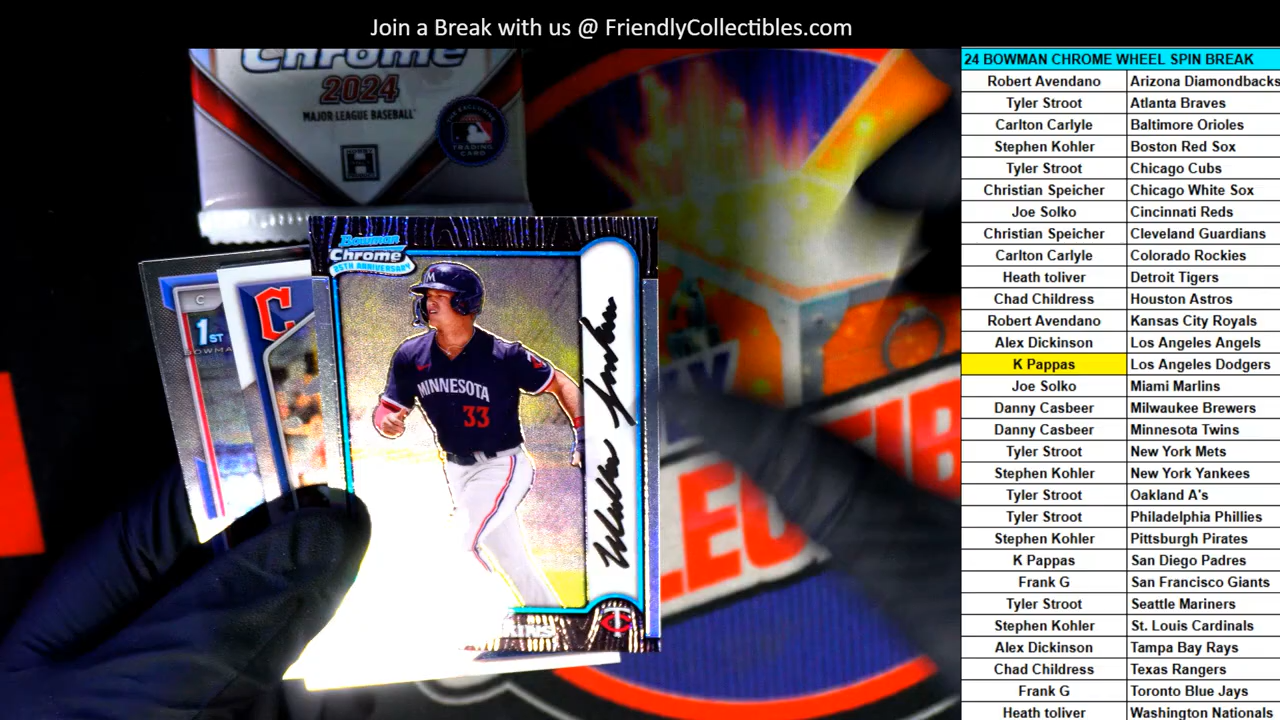 Join a Break with us @ FriendlyCollectibles.com
Chrome
2024
MAJOR LEAGUE BASEBALL
TRADING
CARD
1ST
BOWMA
C
Bowman
Chrome
25TH ANNIVERSARY
MINNESOTA
33
KINS
24 BOWMAN CHROME WHEEL SPIN BREAK
Robert Avendano Arizona Diamondbacks
Tyler Stroot Atlanta Braves
Carlton Carlyle Baltimore Orioles
Stephen Kohler Boston Red Sox
Tyler Stroot Chicago Cubs
Christian Speicher Chicago White Sox
Joe Solko Cincinnati Reds
Christian Speicher Cleveland Guardians
Carlton Carlyle Colorado Rockies
Heath toliver Detroit Tigers
Chad Childress Houston Astros
Robert Avendano Kansas City Royals
Alex Dickinson Los Angeles Angels
K Pappas Los Angeles Dodgers
Joe Solko Miami Marlins
Danny Casbeer Milwaukee Brewers
Danny Casbeer Minnesota Twins
Tyler Stroot New York Mets
Stephen Kohler New York Yankees
Tyler Stroot Oakland A's
Tyler Stroot Philadelphia Phillies
Stephen Kohler Pittsburgh Pirates
K Pappas San Diego Padres
Frank G San Francisco Giants
Tyler Stroot Seattle Mariners
Stephen Kohler St. Louis Cardinals
Alex Dickinson Tampa Bay Rays
Chad Childress Texas Rangers
Frank G Toronto Blue Jays
Heath toliver Washington Nationals